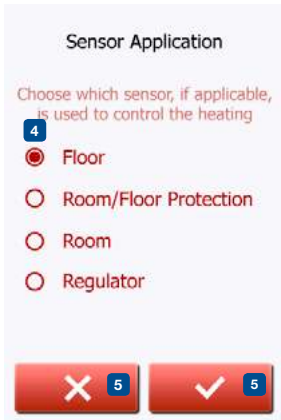 Sensor Application
Choose which sensor, if applicable,
is used to control the heating
4
Floor
Room/Floor Protection
Room
Regulator
5
5